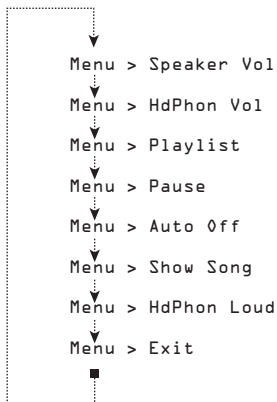 Menu > Speaker Vol
Menu > HdPhon Vol
Menu > Playlist
Menu > Pause
Menu > Auto Off
Menu > Show Song
Menu > HdPhon Loud
Menu > Exit